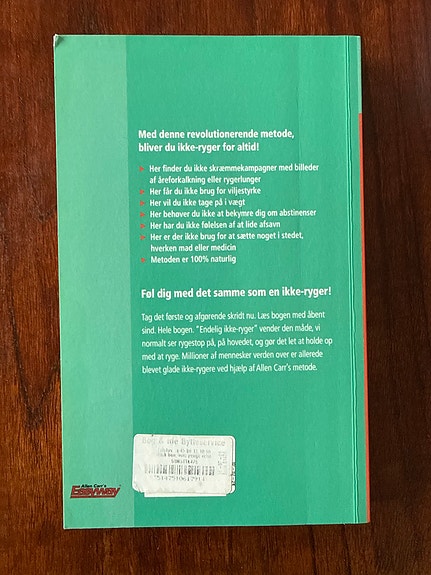 Med denne revolutionerende metode,
bliver du ikke-ryger for altid!
Her finder du ikke skræmmekampagner med billeder
af åreforkalkning eller rygerlunger
Her får du ikke brug for viljestyrke
Her vil du ikke tage på i vægt
Her behøver du ikke at bekymre dig om abstinenser
Her har du ikke følelsen af at lide afsavn
Her er der ikke brug for at sætte noget i stedet,
hverken mad eller medicin
Metoden er 100% naturlig
Føl dig med det samme som en ikke-ryger!
Tag det første og afgørende skridt nu. Læs bogen med åbent
sind. Hele bogen. "Endelig ikke-ryger" vender den måde, vi
normalt ser rygestop på, på hovedet, og gør det let at holde op
med at ryge. Millioner af mennesker verden over er allerede
blevet glade ikke-rygere ved hjælp af Allen Carr's metode.
Bog & nie Bytteservice
Allen Carr's
EASYWAY